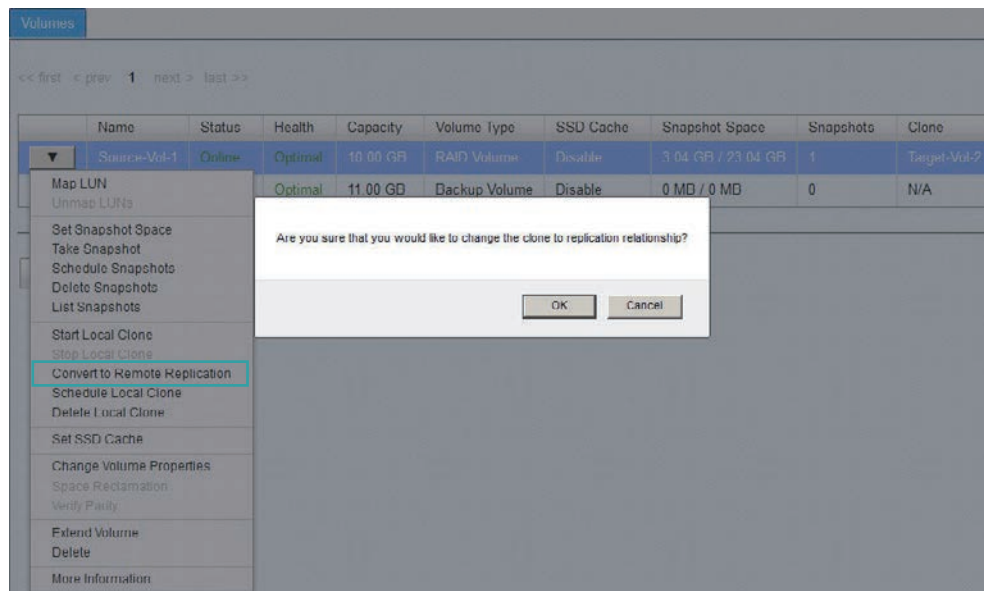 Volumes
<< first < prev 1 next > last >>
Name Status Health Capacity Volume Type SSD Cache Snapshot Space Snapshots Clone
▼ Source-Vol-1 Online Optimal 10.00 GB RAID Volume Disable 3.04 GB / 23.04 GB 1 Target-Vol-2
Optimal 11.00 GB Backup Volume Disable 0 MB / 0 MB 0 N/A
Map LUN
Unmap LUNs
Set Snapshot Space
Take Snapshot
Schedule Snapshots
Delete Snapshots
List Snapshots
Start Local Clone
Stop Local Clone
Convert to Remote Replication
Schedule Local Clone
Delete Local Clone
Set SSD Cache
Change Volume Properties
Space Reclamation
Verify Parity
Extend Volume
Delete
More Information
Are you sure that you would like to change the clone to replication relationship?
OK Cancel